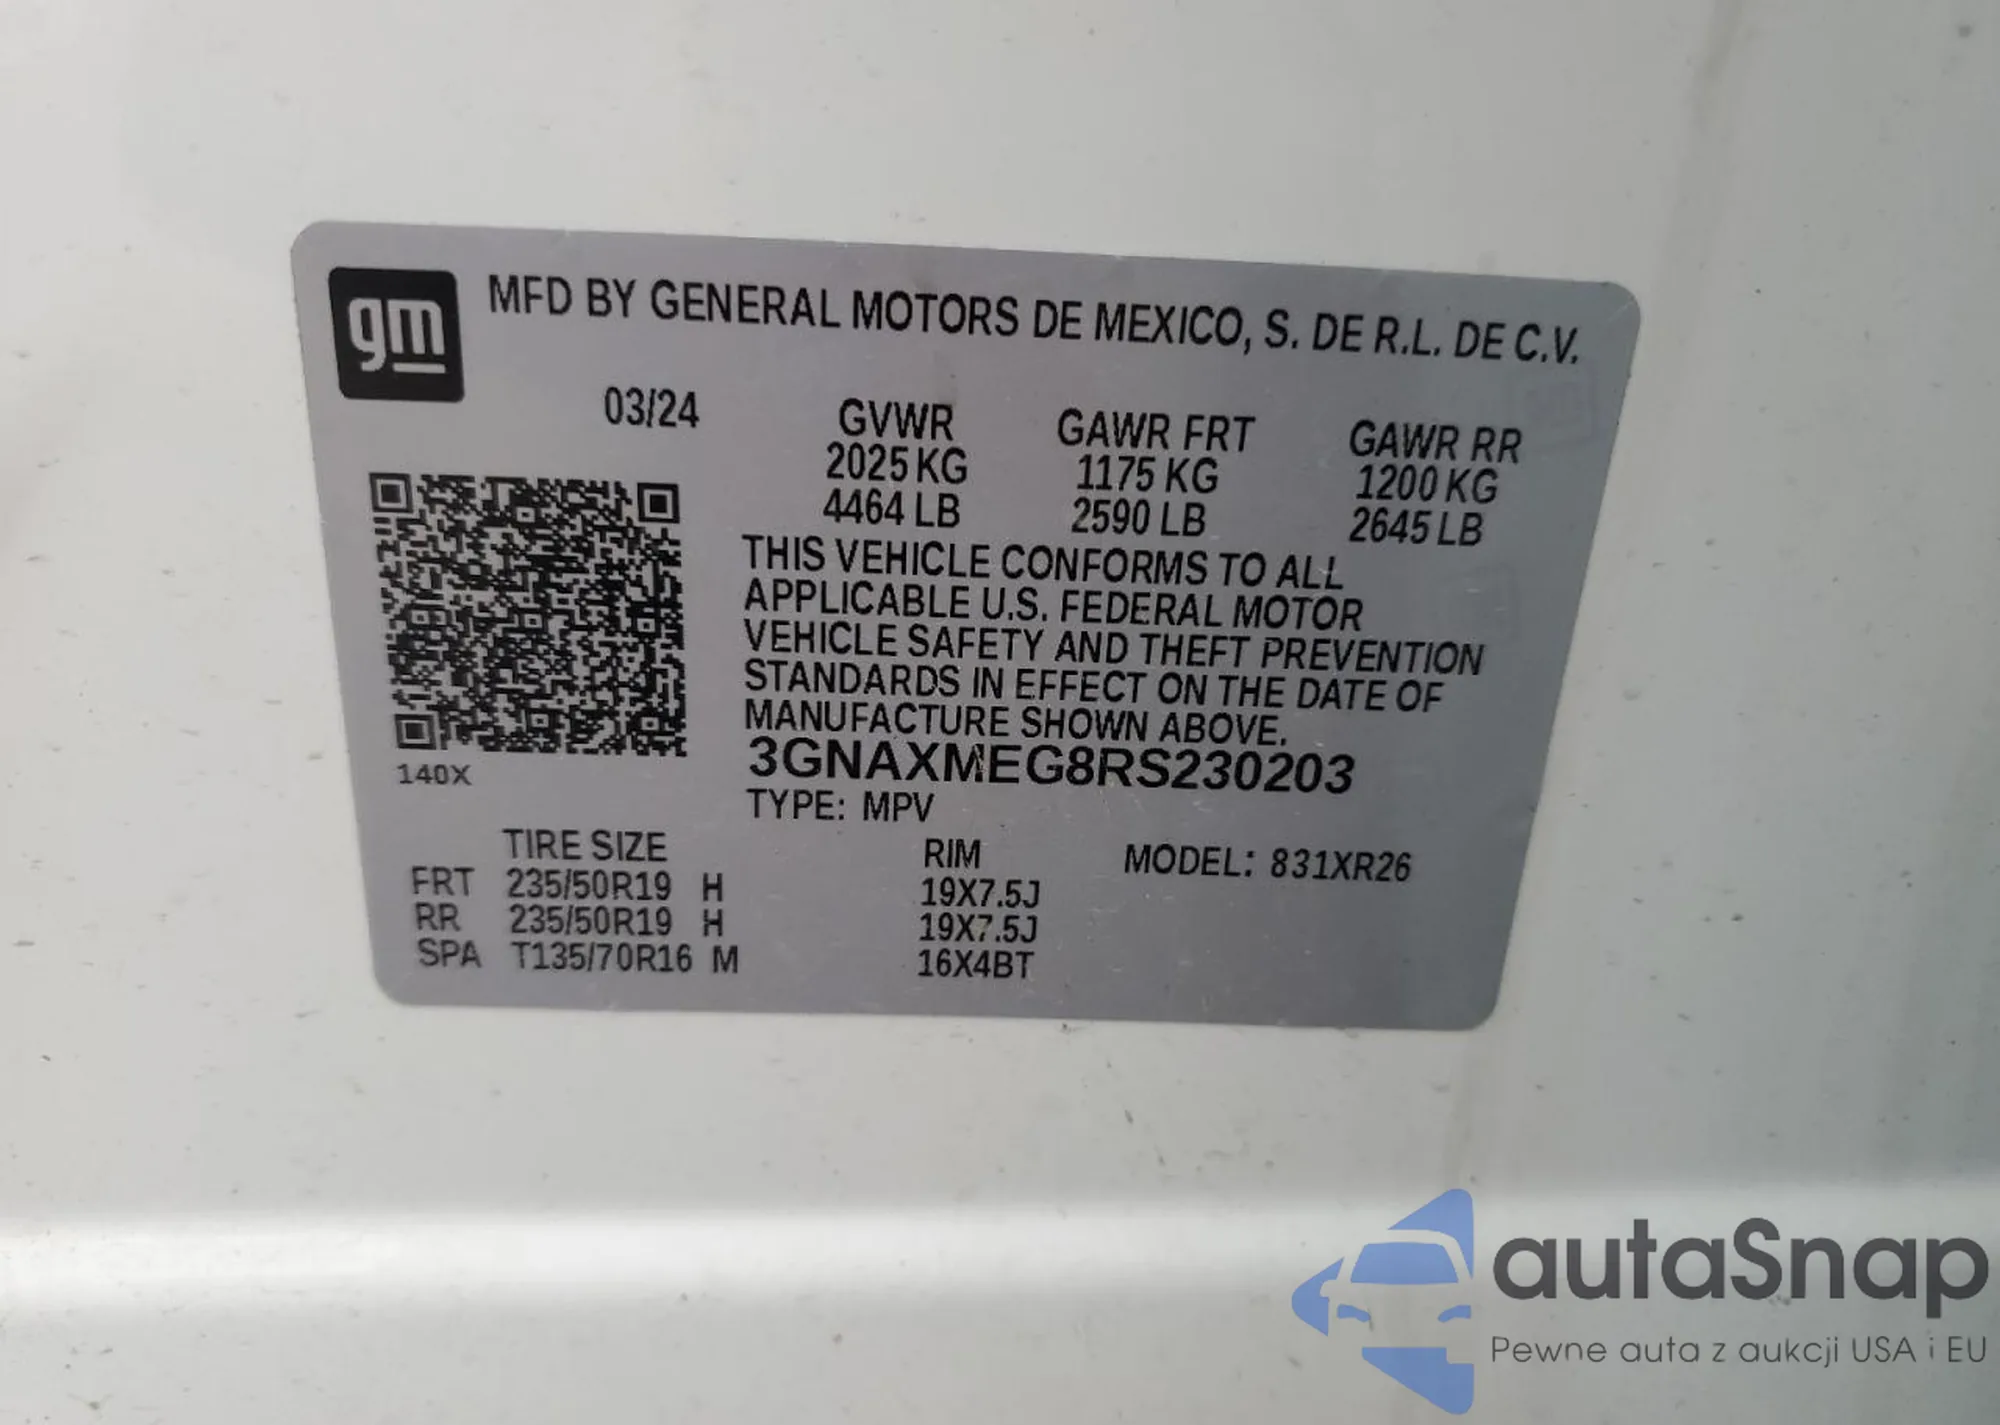 gm
MFD BY GENERAL MOTORS DE MEXICO, S. DE R.L. DE C.V.
03/24
GVWR GAWR FRT GAWR RR
2025 KG 1175 KG 1200 KG
4464 LB 2590 LB 2645 LB
THIS VEHICLE CONFORMS TO ALL
APPLICABLE U.S. FEDERAL MOTOR
VEHICLE SAFETY AND THEFT PREVENTION
STANDARDS IN EFFECT ON THE DATE OF
MANUFACTURE SHOWN ABOVE.
140X
3GNAXMEG8RS230203
TYPE: MPV
TIRE SIZE RIM MODEL: 831XR26
FRT 235/50R19 H 19X7.5J
RR 235/50R19 H 19X7.5J
SPA T135/70R16 M 16X4BT
autaSnap
Pewne auta z aukcji USA i EU